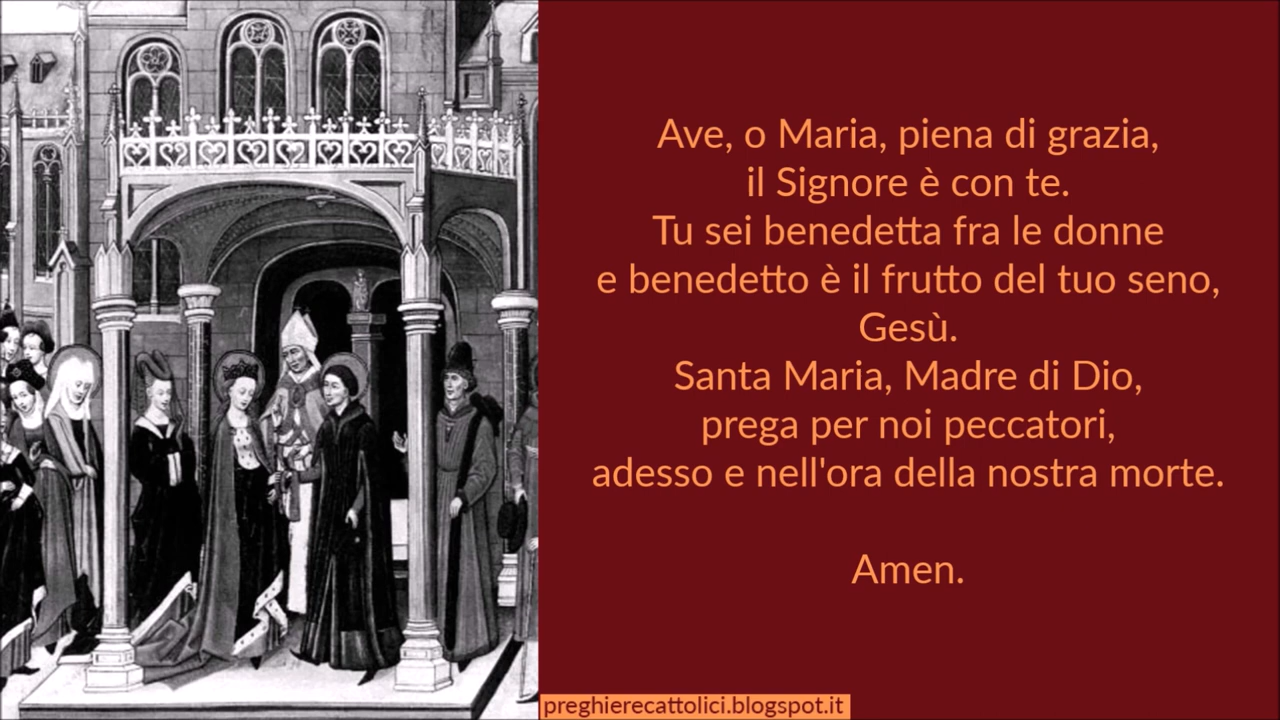 Ave, o Maria, piena di grazia,
il Signore è con te.
Tu sei benedetta fra le donne
e benedetto è il frutto del tuo seno,
Gesù.
Santa Maria, Madre di Dio,
prega per noi peccatori,
adesso e nell'ora della nostra morte.
Amen.
preghierecattolici.blogspot.it